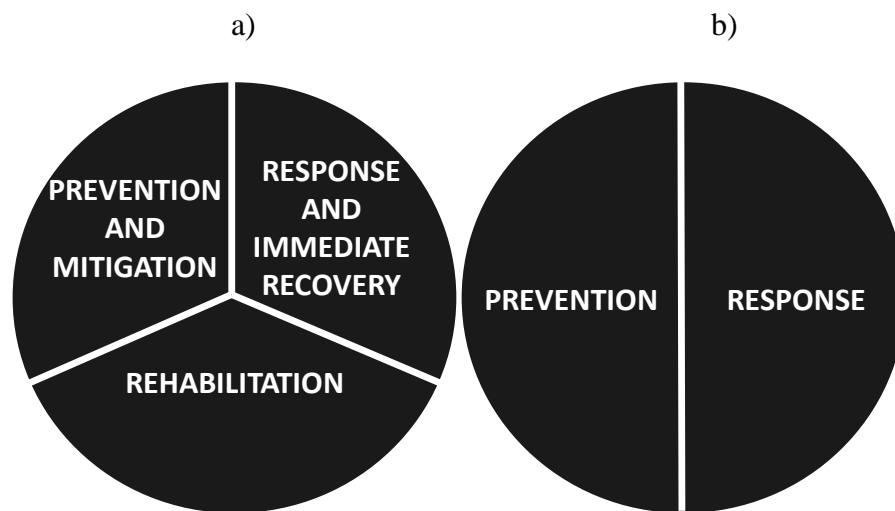 a)
b)
PREVENTION
AND
MITIGATION
RESPONSE
AND
IMMEDIATE
RECOVERY
REHABILITATION
PREVENTION
RESPONSE